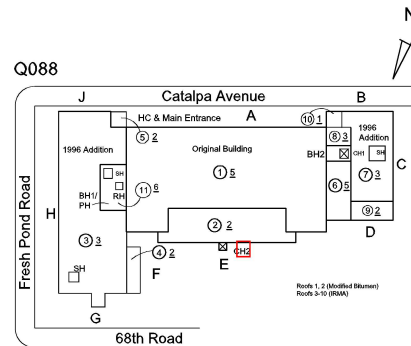 N
Q088
J
Catalpa Avenue
B
HC & Main Entrance
A
10 1
5 2
8 3
1996 Addition
1996 Addition
Original Building
BH2
CH1
SH
C
1 5
SH
RH
11 6
BH1/
PH
6 5
7 3
H
Fresh Pond Road
2 2
9 2
D
3 3
4 2
CH2
F
E
SH
G
Roofs 1, 2 (Modified Bitumen)
Roofs 3-10 (IRMA)
68th Road